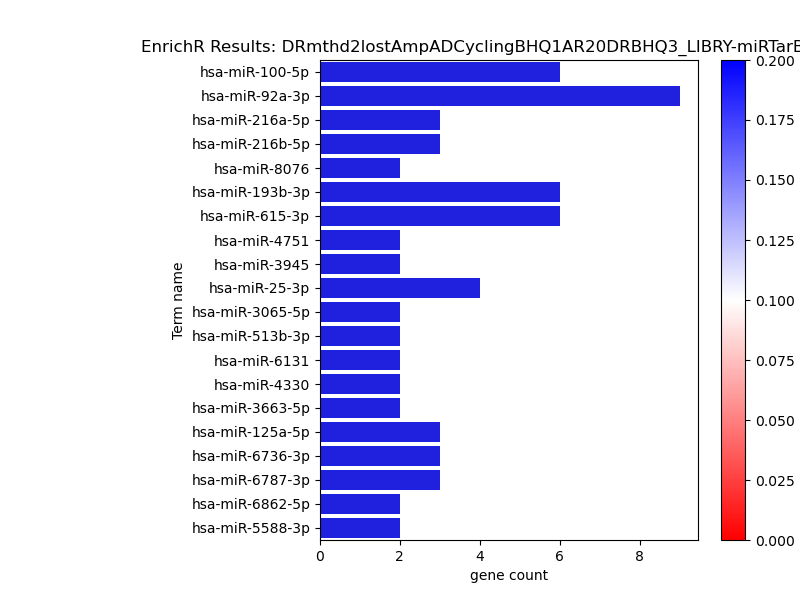 EnrichR Results: DRmthd2lostAmpADCyclingBHQ1AR20DRBHQ3_LIBRY-miRTarE
hsa-miR-100-5p
hsa-miR-92a-3p
hsa-miR-216a-5p
hsa-miR-216b-5p
hsa-miR-8076
hsa-miR-193b-3p
hsa-miR-615-3p
hsa-miR-4751
hsa-miR-3945
hsa-miR-25-3p
hsa-miR-3065-5p
hsa-miR-513b-3p
hsa-miR-6131
hsa-miR-4330
hsa-miR-3663-5p
hsa-miR-125a-5p
hsa-miR-6736-3p
hsa-miR-6787-3p
hsa-miR-6862-5p
hsa-miR-5588-3p
Term name
0 2 4 6 8
gene count
0.200
0.175
0.150
0.125
0.100
0.075
0.050
0.025
0.000